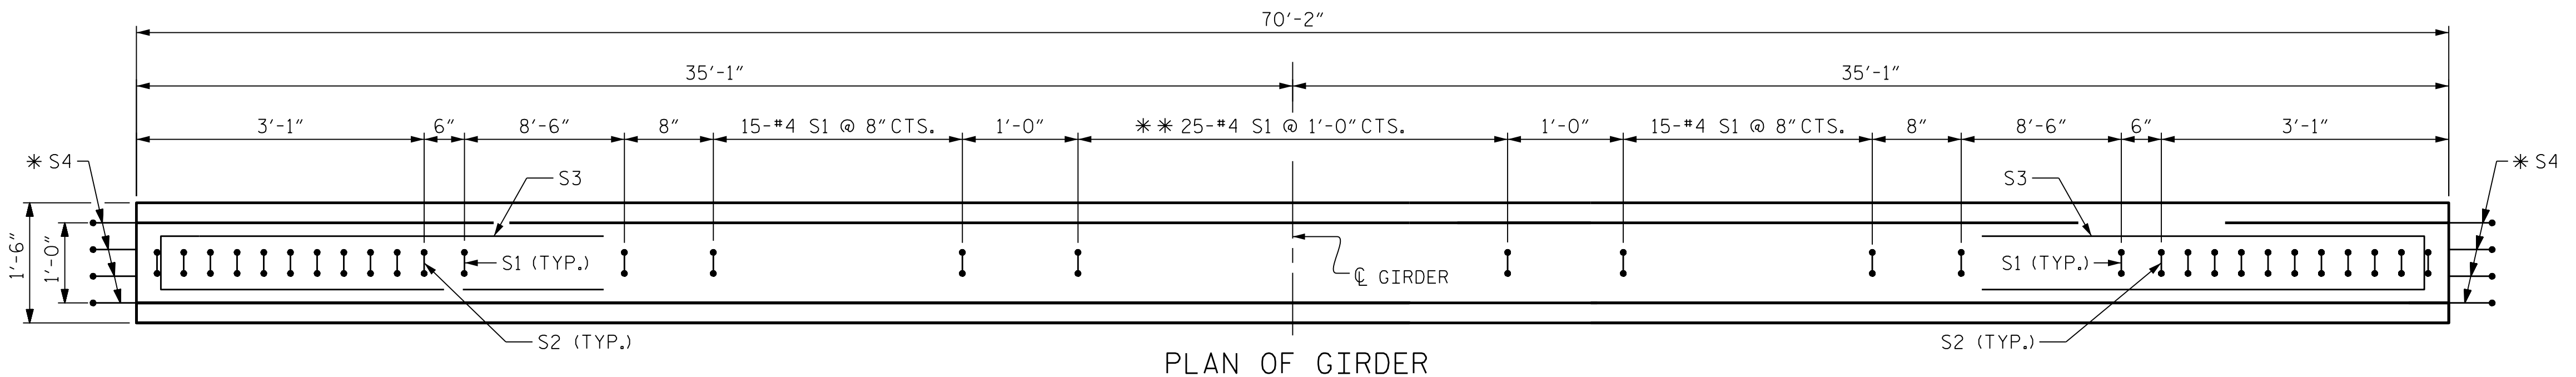 70'-2"
35'-1" 35'-1"
3'-1" 6" 8'-6" 8" 15-#4 S1 @ 8" CTS. 1'-0" ** 25-#4 S1 @ 1'-0" CTS. 1'-0" 15-#4 S1 @ 8" CTS. 8" 8'-6" 6" 3'-1"
* S4 * S4
S3 S3
1'-6" 1'-0"
S1 (TYP.) S1 (TYP.)
℄ GIRDER
S2 (TYP.) S2 (TYP.)
PLAN OF GIRDER